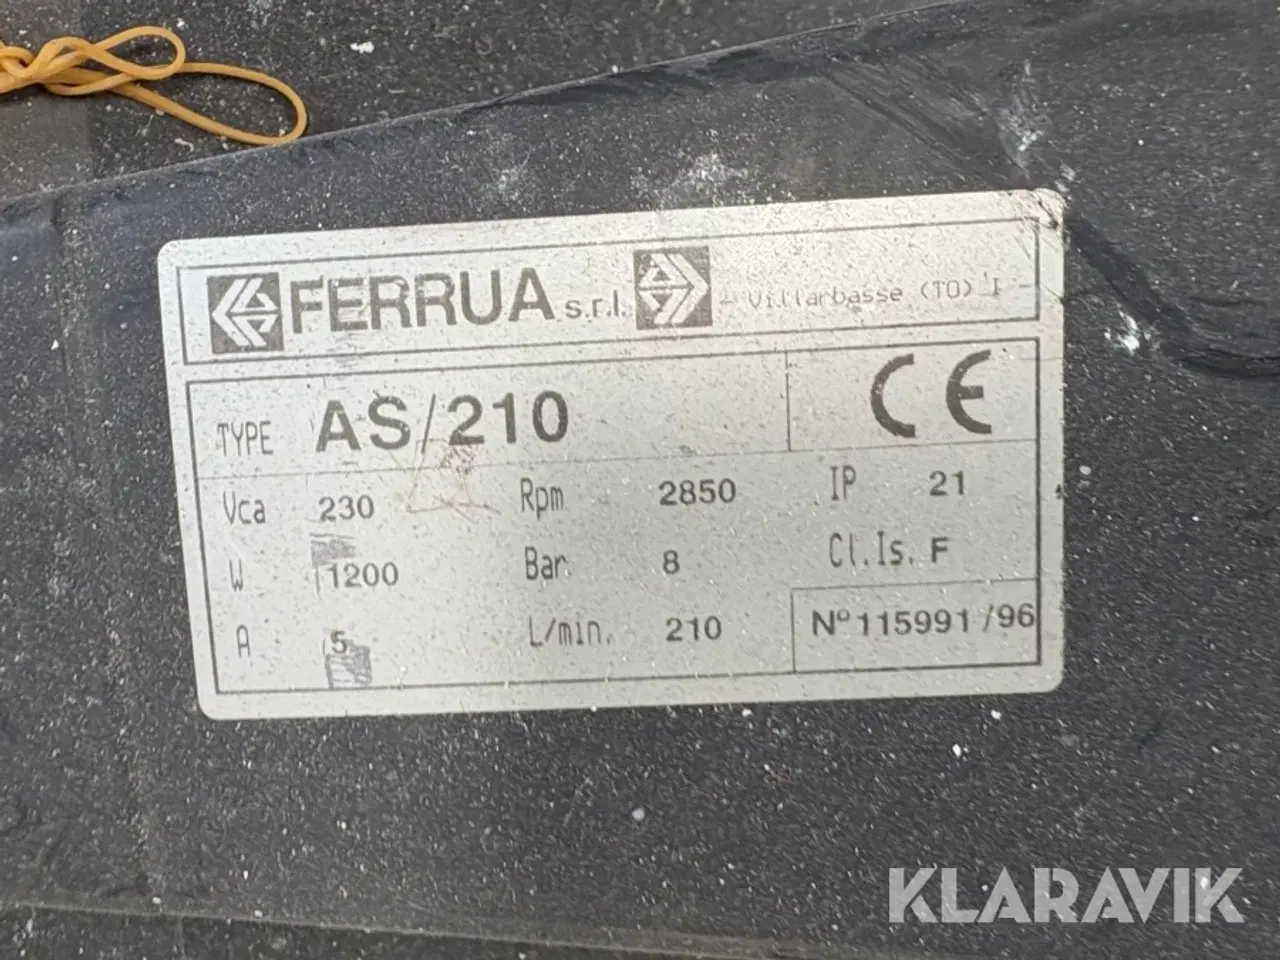 FERRUA s.r.l. - Villarbasse (TO) 'I -
TYPE AS/210 CE
Vca 230 Rpm 2850 IP 21
W 1200 Bar 8 Cl.Is. F
A 5 L/min. 210 Nº 115991/96
KLARAVIK